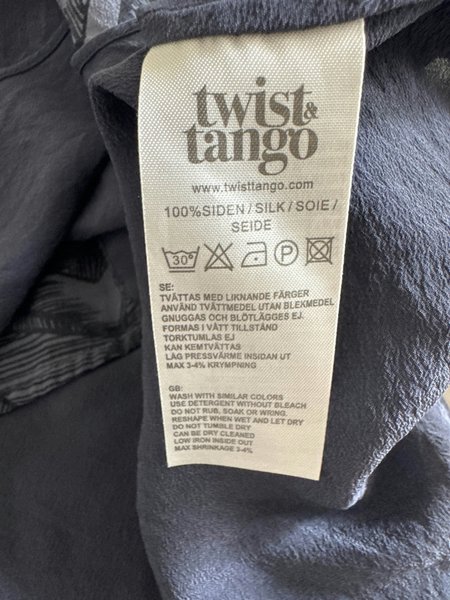 twist &
tango
www.twisttango.com
100%SIDEN / SILK / SOIE /
SEIDE
30°
P
SE:
TVÄTTAS MED LIKNANDE FÄRGER
ANVÄND TVÄTTMEDEL UTAN BLEKMEDEL
GNUGGAS OCH BLÖTLÄGGES EJ.
FORMAS I VÅTT TILLSTÅND
TORKTUMLAS EJ
KAN KEMTVÄTTAS
LÅG PRESSVÄRME INSIDAN UT
MAX 3-4% KRYMPNING
GB:
WASH WITH SIMILAR COLORS
USE DETERGENT WITHOUT BLEACH
DO NOT RUB, SOAK OR WRING.
RESHAPE WHEN WET AND LET DRY
DO NOT TUMBLE DRY
CAN BE DRY CLEANED
LOW IRON INSIDE OUT
MAX SHRINKAGE 3-4%